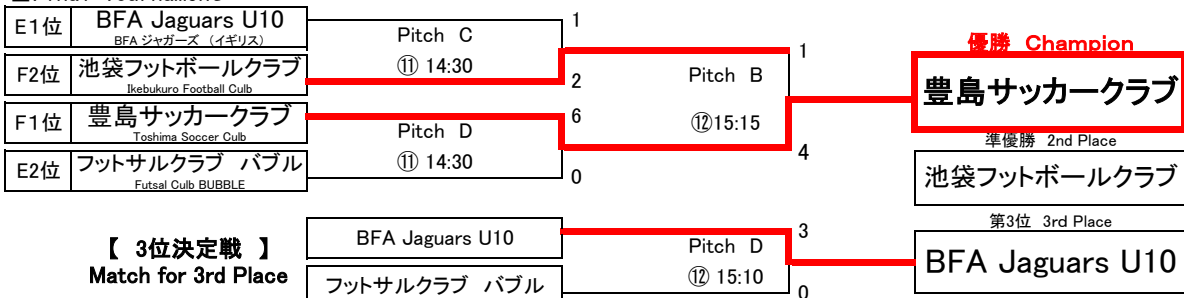 E1位 BFA Jaguars U10
BFA ジャガーズ （イギリス）
F2位 池袋フットボールクラブ
Ikebukuro Football Culb
F1位 豊島サッカークラブ
Toshima Soccer Culb
E2位 フットサルクラブ バブル
Futsal Culb BUBBLE
Pitch C
⑪ 14:30
1
2
Pitch D
⑪ 14:30
6
0
Pitch B
⑫15:15
1
4
優勝 Champion
豊島サッカークラブ
準優勝 2nd Place
池袋フットボールクラブ
第3位 3rd Place
BFA Jaguars U10
【 3位決定戦 】
Match for 3rd Place
BFA Jaguars U10
フットサルクラブ バブル
Pitch D
⑫ 15:10
3
0